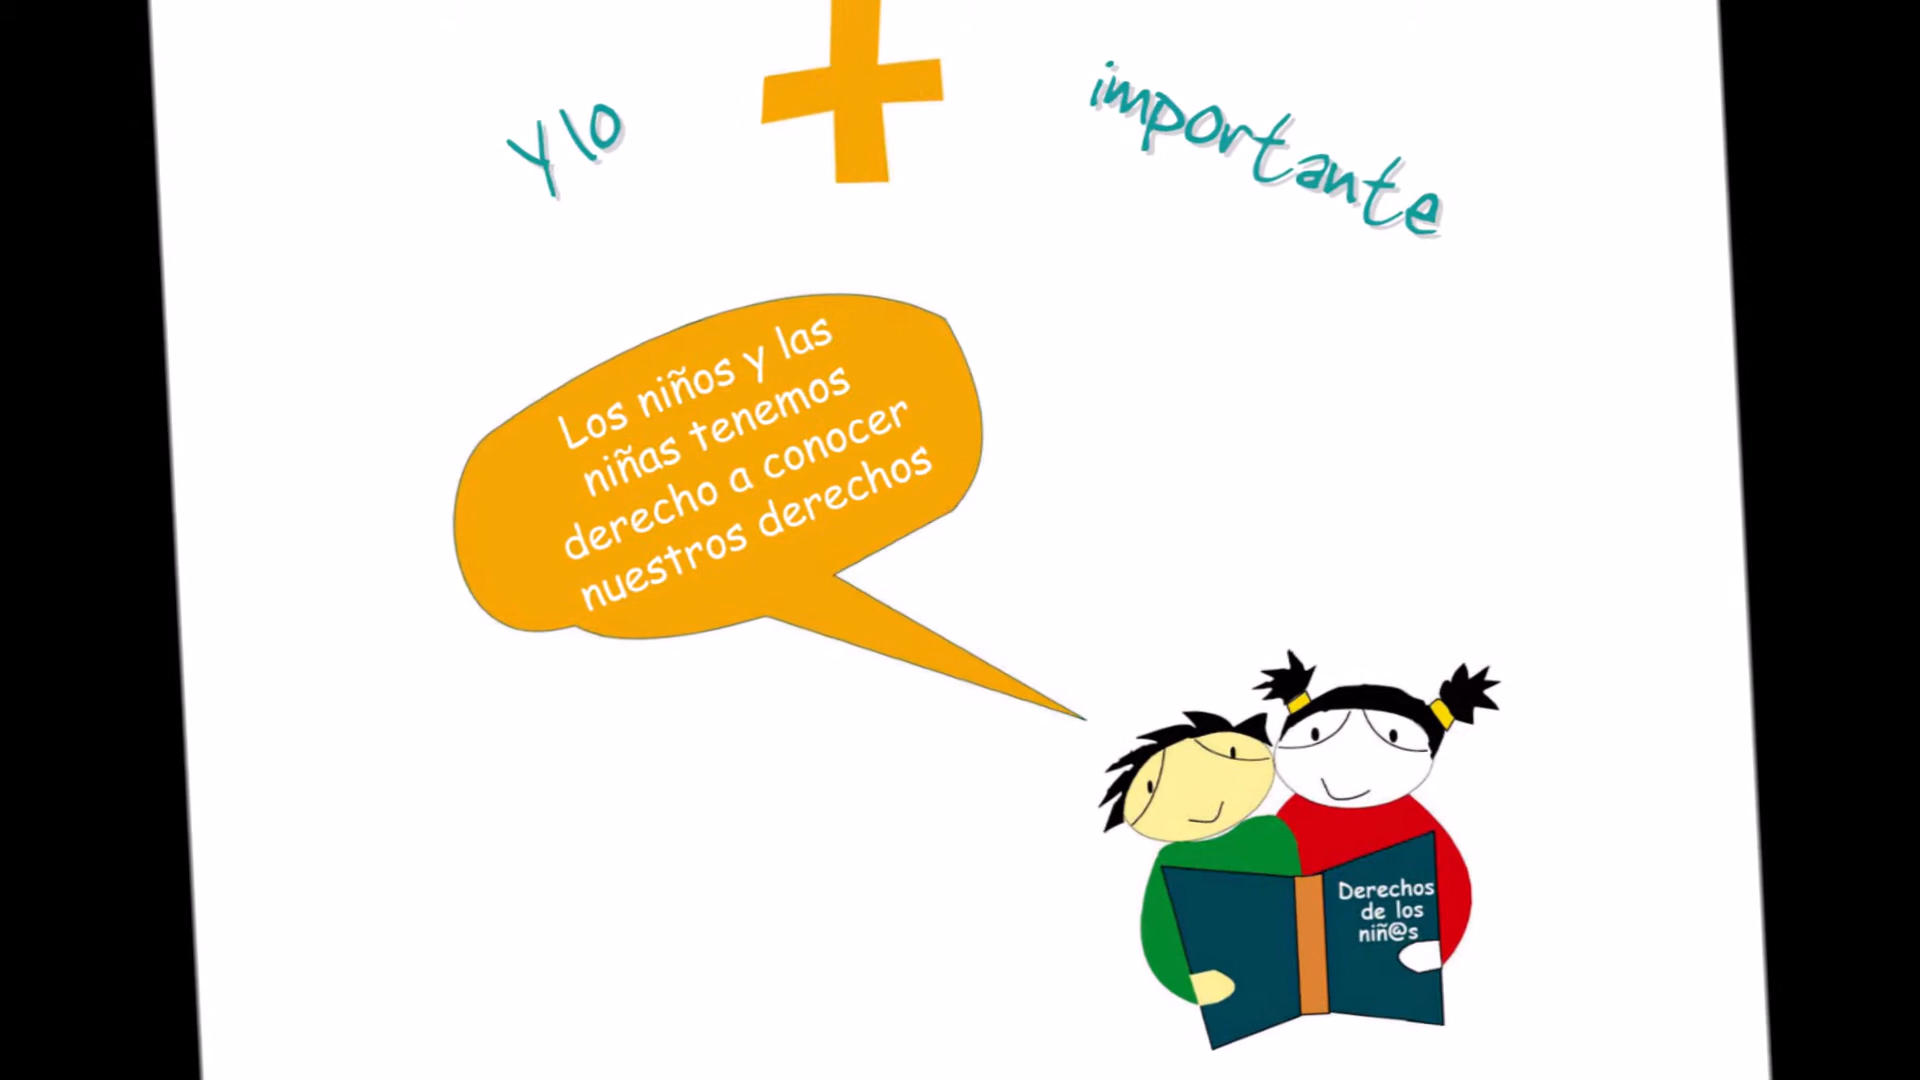 Y lo + importante
Los niños y las
niñas tenemos
derecho a conocer
nuestros derechos
Derechos
de los
niñ@s